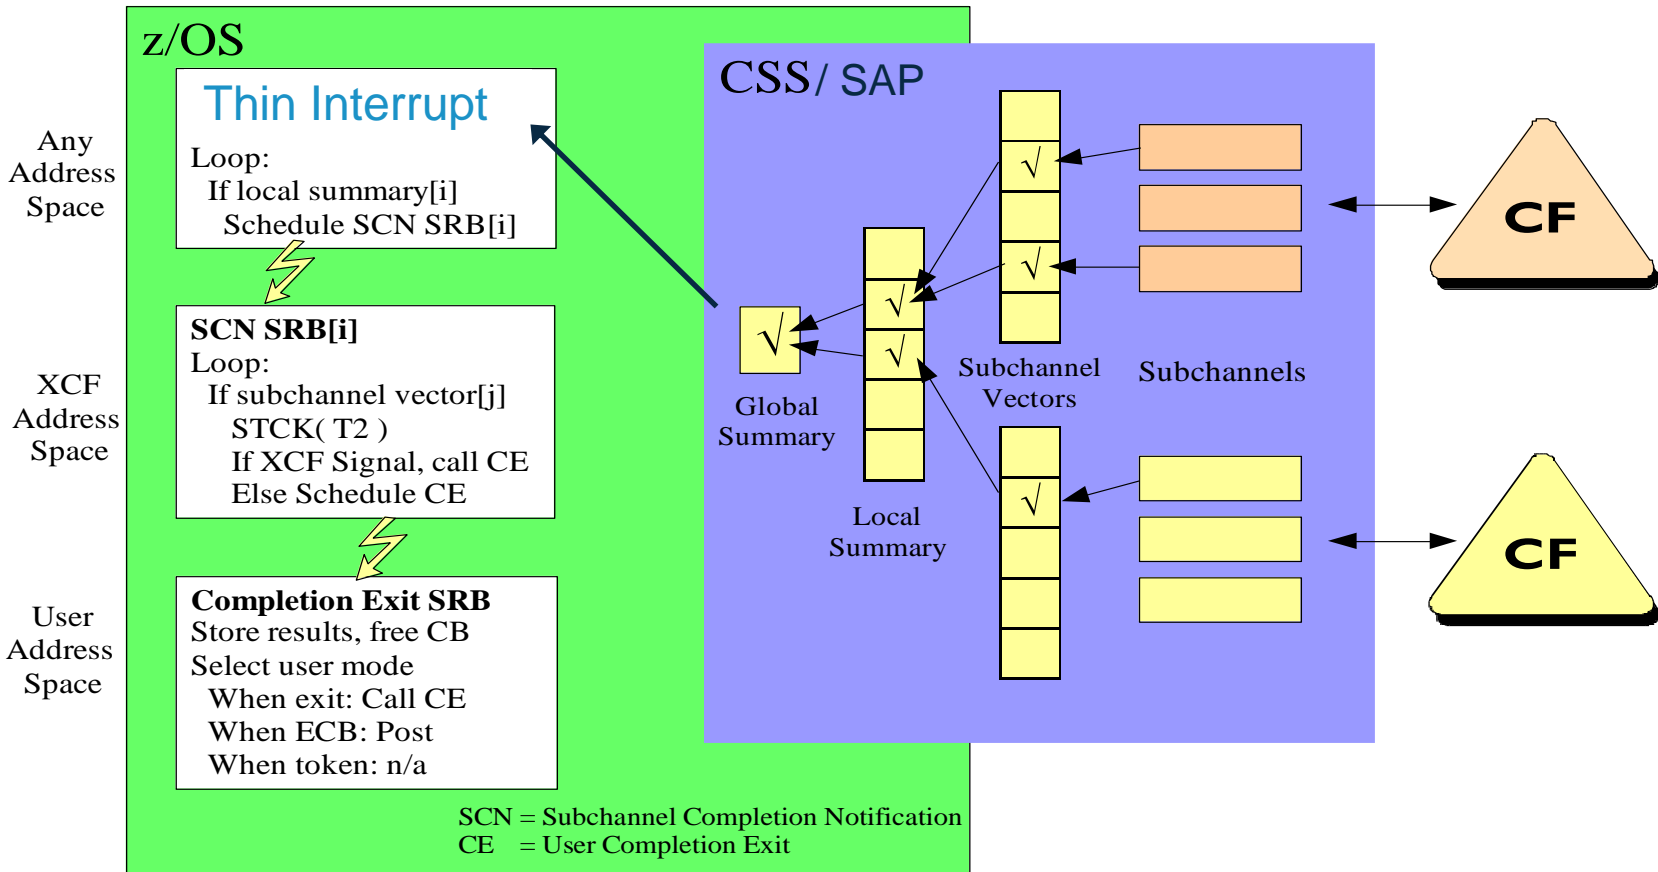 z/OS
Thin Interrupt
Loop:
If local summary[i]
Schedule SCN SRB[i]
Any
Address
Space
SCN SRB[i]
Loop:
If subchannel vector[j]
STCK( T2 )
If XCF Signal, call CE
Else Schedule CE
XCF
Address
Space
Completion Exit SRB
Store results, free CB
Select user mode
When exit: Call CE
When ECB: Post
When token: n/a
User
Address
Space
SCN = Subchannel Completion Notification
CE = User Completion Exit
CSS/ SAP
√
Global
Summary
√
√
Local
Summary
√
√
Subchannel
Vectors
√
Subchannels
CF
CF